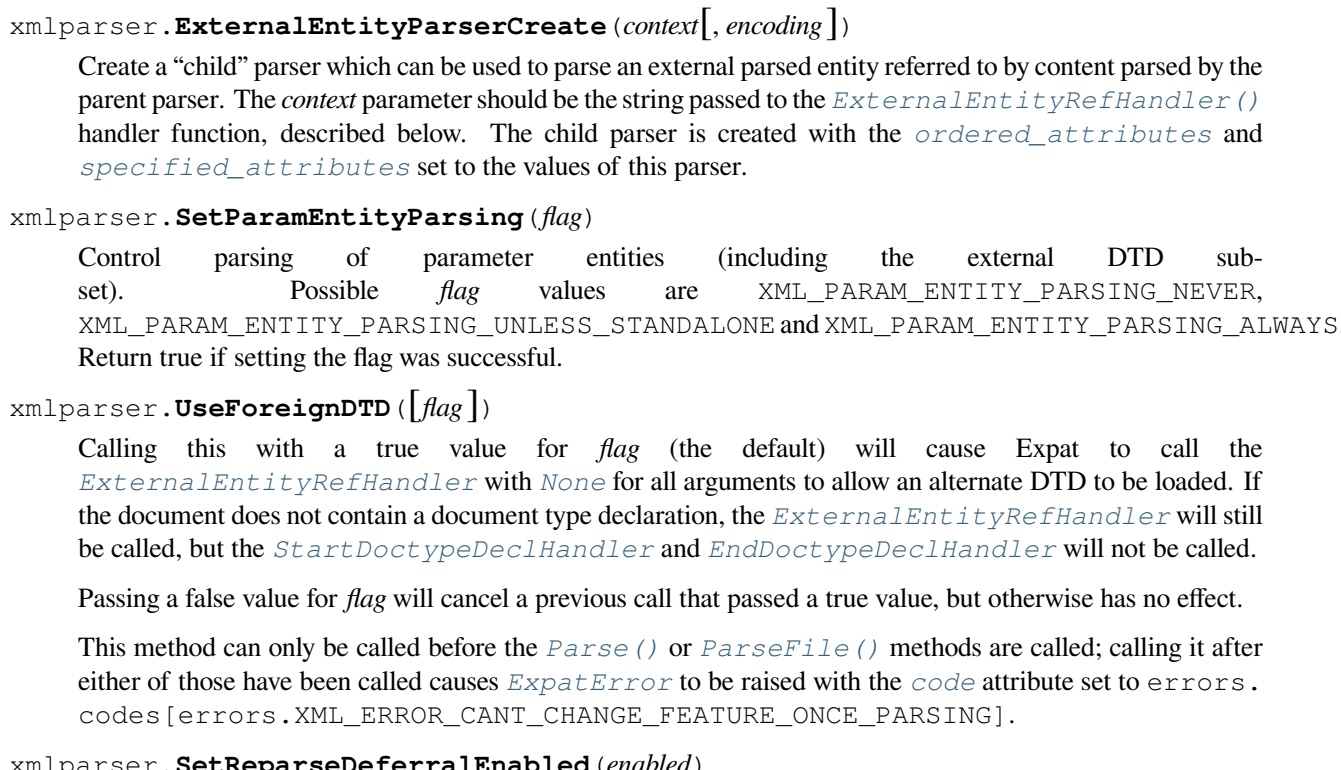 xmlparser.ExternalEntityParserCreate(context[, encoding])
Create a “child” parser which can be used to parse an external parsed entity referred to by content parsed by the
parent parser. The context parameter should be the string passed to the ExternalEntityRefHandler()
handler function, described below. The child parser is created with the ordered_attributes and
specified_attributes set to the values of this parser.
xmlparser.SetParamEntityParsing(flag)
Control parsing of parameter entities (including the external DTD sub-
set). Possible flag values are XML_PARAM_ENTITY_PARSING_NEVER,
XML_PARAM_ENTITY_PARSING_UNLESS_STANDALONE and XML_PARAM_ENTITY_PARSING_ALWAYS
Return true if setting the flag was successful.
xmlparser.UseForeignDTD([flag])
Calling this with a true value for flag (the default) will cause Expat to call the
ExternalEntityRefHandler with None for all arguments to allow an alternate DTD to be loaded. If
the document does not contain a document type declaration, the ExternalEntityRefHandler will still
be called, but the StartDoctypeDeclHandler and EndDoctypeDeclHandler will not be called.
Passing a false value for flag will cancel a previous call that passed a true value, but otherwise has no effect.
This method can only be called before the Parse() or ParseFile() methods are called; calling it after
either of those have been called causes ExpatError to be raised with the code attribute set to errors.
codes[errors.XML_ERROR_CANT_CHANGE_FEATURE_ONCE_PARSING].
xmlparser.SetReparseDeferralEnabled(enabled)